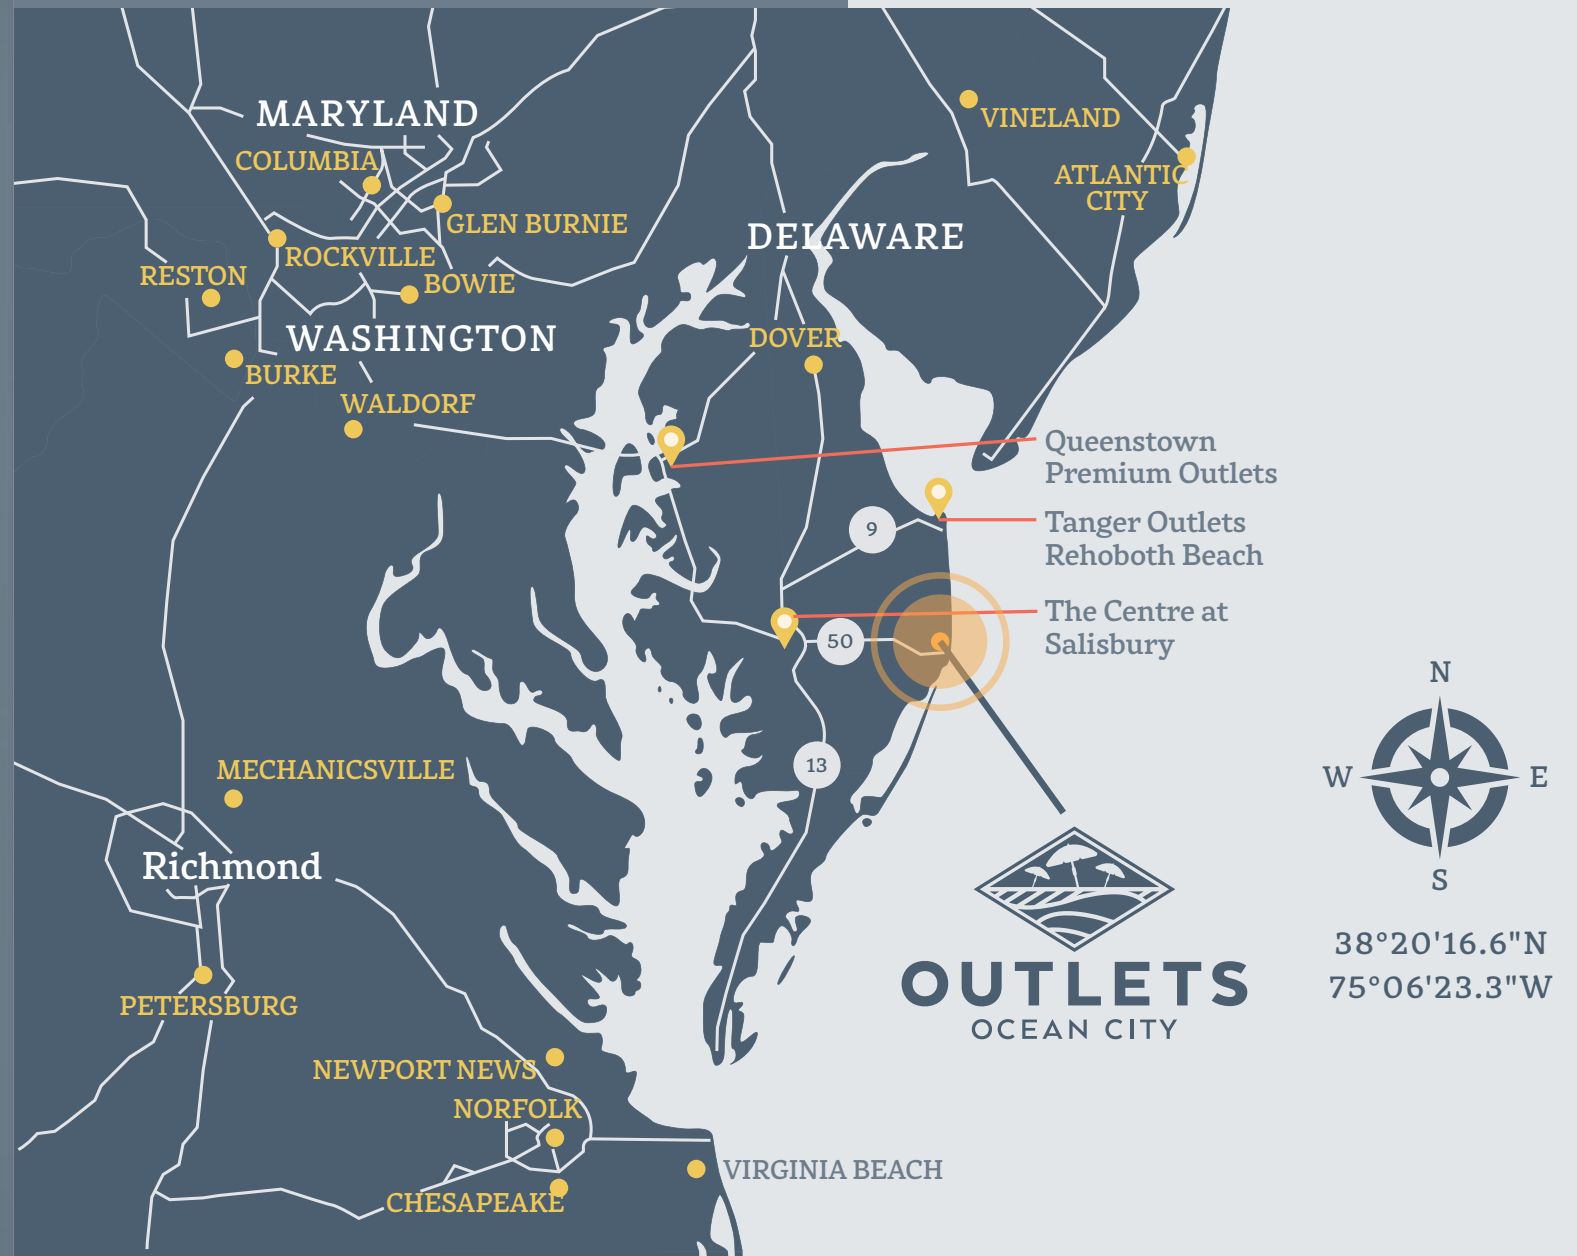 MARYLAND
VINELAND
COLUMBIA
ATLANTIC
CITY
GLEN BURNIE
DELAWARE
ROCKVILLE
RESTON
BOWIE
WASHINGTON
DOVER
BURKE
WALDORF
Queenstown
Premium Outlets
Tanger Outlets
Rehoboth Beach
9
The Centre at
Salisbury
50
N
13
MECHANICSVILLE
W
E
Richmond
S
38°20'16.6"N
75°06'23.3"W
OUTLETS
OCEAN CITY
PETERSBURG
NEWPORT NEWS
NORFOLK
VIRGINIA BEACH
CHESAPEAKE